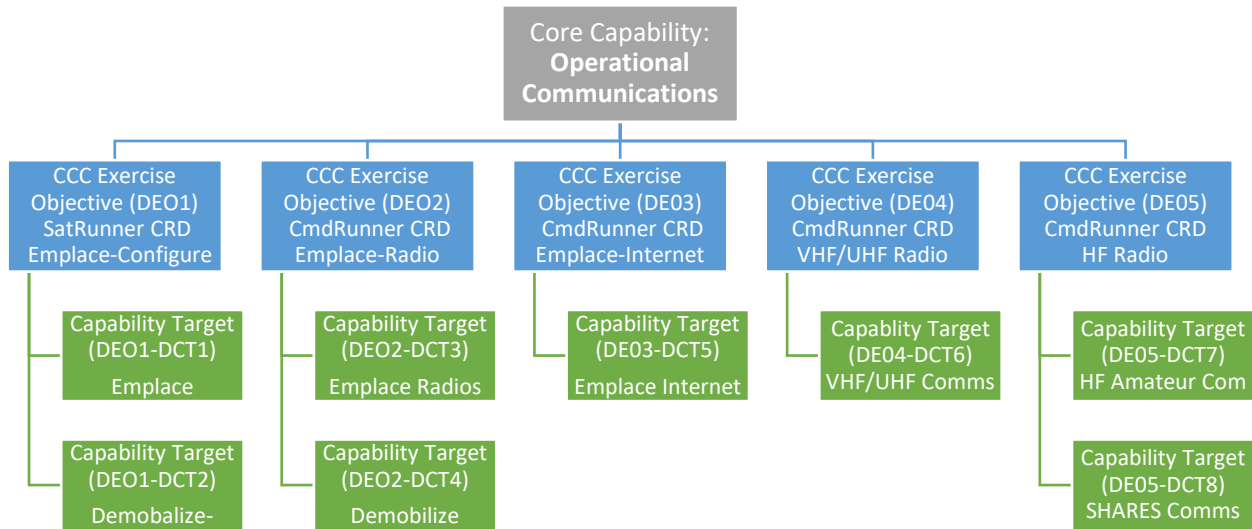 Core Capability:
Operational
Communications
CCC Exercise
Objective (DEO1)
SatRunner CRD
Emplace-Configure
CCC Exercise
Objective (DEO2)
CmdRunner CRD
Emplace-Radio
CCC Exercise
Objective (DE03)
CmdRunner CRD
Emplace-Internet
CCC Exercise
Objective (DE04)
CmdRunner CRD
VHF/UHF Radio
CCC Exercise
Objective (DE05)
CmdRunner CRD
HF Radio
Capability Target
(DEO1-DCT1)
Emplace
Capability Target
(DEO2-DCT3)
Emplace Radios
Capability Target
(DE03-DCT5)
Emplace Internet
Capablity Target
(DE04-DCT6)
VHF/UHF Comms
Capability Target
(DE05-DCT7)
HF Amateur Com
Capability Target
(DEO1-DCT2)
Demobalize-
Capability Target
(DEO2-DCT4)
Demobilize
Capability Target
(DE05-DCT8)
SHARES Comms